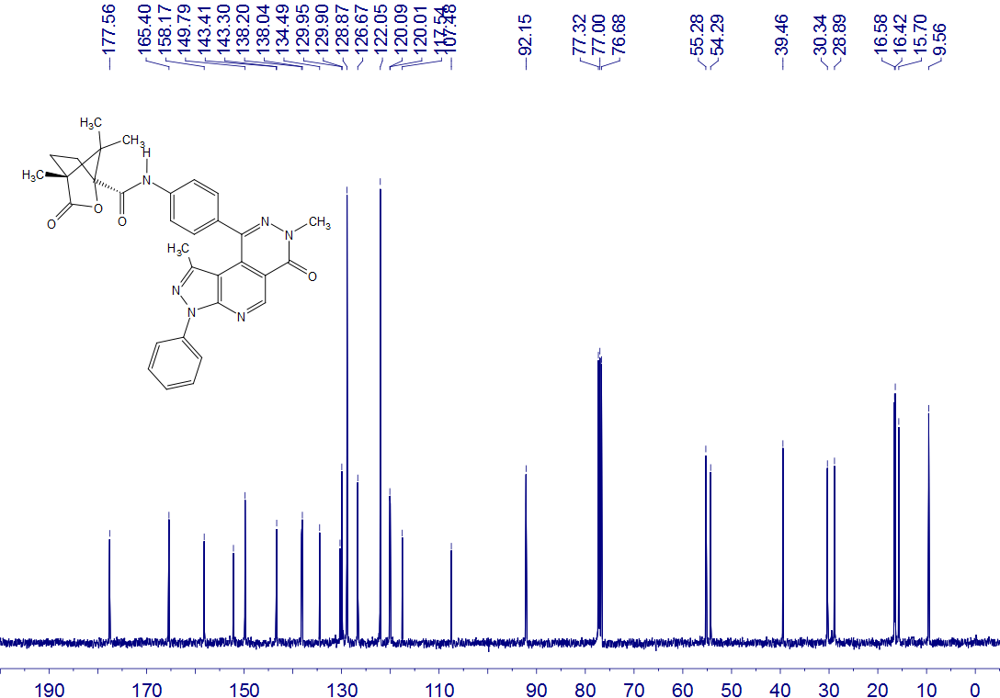 177.56
165.40
158.17
149.79
143.41
143.30
138.20
138.04
134.49
129.95
129.90
128.87
126.67
122.05
120.09
120.01
117.54
107.48
92.15
77.32
77.00
76.68
55.28
54.29
39.46
30.34
28.89
16.58
16.42
15.70
9.56
H₃C
CH₃
H
H₃C
N
O
O
O
N
CH₃
N
H₃C
O
N
N
N
190 170 150 130 110 90 80 70 60 50 40 30 20 10 0